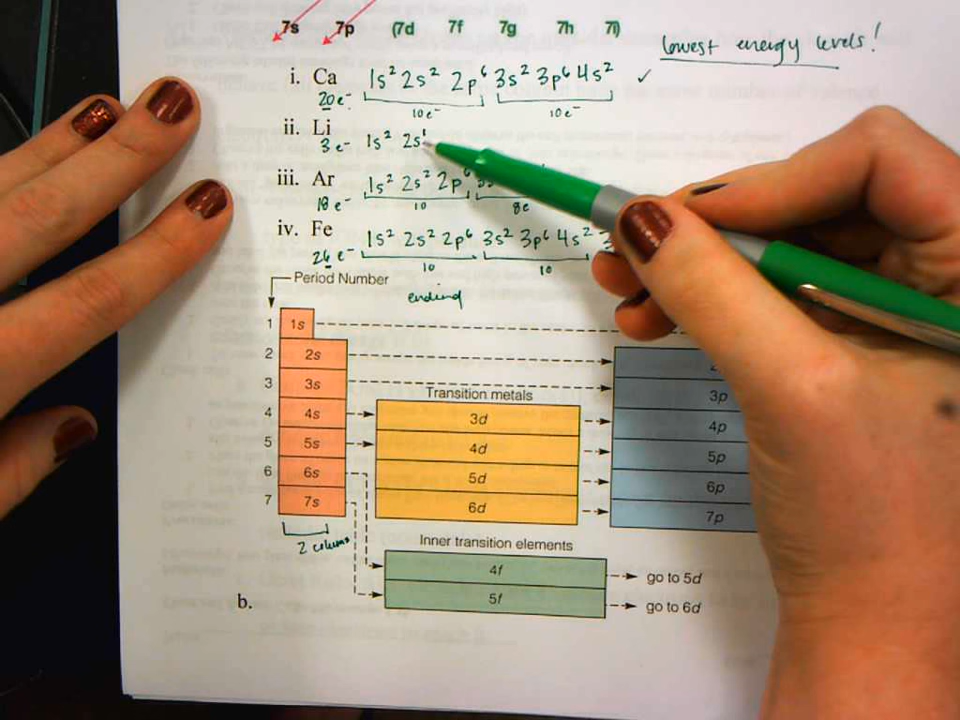 7s 7p (7d 7f 7g 7h 7i)
lowest energy levels!
i. Ca 1s² 2s² 2p⁶ 3s² 3p⁶ 4s² ✓
20e⁻ 10e⁻ 10e⁻
ii. Li 1s² 2s¹
3e⁻
iii. Ar 1s² 2s² 2p⁶
18e⁻ 10 8e
iv. Fe 1s² 2s² 2p⁶ 3s² 3p⁶ 4s² 3
26e⁻ 10 10
Period Number
ending
1 1s
2 2s
3 3s 3p
Transition metals
4 4s 3d 4p
5 5s 4d 5p
6 6s 5d 6p
7 7s 6d 7p
2 columns
Inner transition elements
4f go to 5d
5f go to 6d
b.